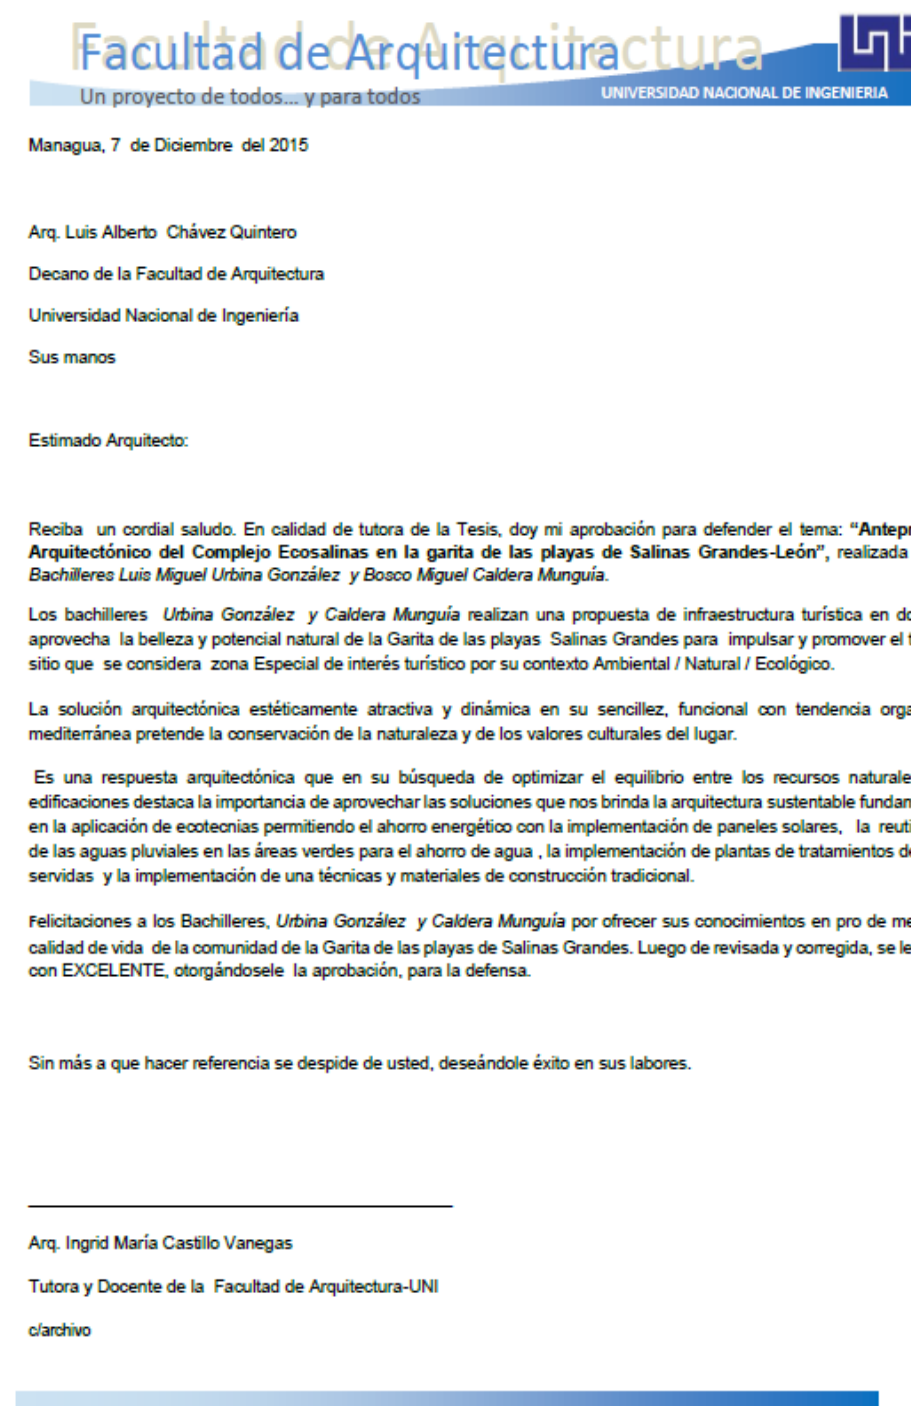 Facultad de Arquitectura
Un proyecto de todos... y para todos
UNIVERSIDAD NACIONAL DE INGENIERIA
Managua, 7 de Diciembre del 2015
Arq. Luis Alberto Chávez Quintero
Decano de la Facultad de Arquitectura
Universidad Nacional de Ingeniería
Sus manos
Estimado Arquitecto:
Reciba un cordial saludo. En calidad de tutora de la Tesis, doy mi aprobación para defender el tema: “Antepr
Arquitectónico del Complejo Ecosalinas en la garita de las playas de Salinas Grandes-León”, realizada
Bachilleres Luis Miguel Urbina González y Bosco Miguel Caldera Munguía.
Los bachilleres Urbina González y Caldera Munguía realizan una propuesta de infraestructura turística en do
aprovecha la belleza y potencial natural de la Garita de las playas Salinas Grandes para impulsar y promover el t
sitio que se considera zona Especial de interés turístico por su contexto Ambiental / Natural / Ecológico.
La solución arquitectónica estéticamente atractiva y dinámica en su sencillez, funcional con tendencia orga
mediterránea pretende la conservación de la naturaleza y de los valores culturales del lugar.
Es una respuesta arquitectónica que en su búsqueda de optimizar el equilibrio entre los recursos naturale
edificaciones destaca la importancia de aprovechar las soluciones que nos brinda la arquitectura sustentable fundan
en la aplicación de ecotecnias permitiendo el ahorro energético con la implementación de paneles solares, la reuti
de las aguas pluviales en las áreas verdes para el ahorro de agua , la implementación de plantas de tratamientos de
servidas y la implementación de una técnicas y materiales de construcción tradicional.
Felicitaciones a los Bachilleres, Urbina González y Caldera Munguía por ofrecer sus conocimientos en pro de me
calidad de vida de la comunidad de la Garita de las playas de Salinas Grandes. Luego de revisada y corregida, se le
con EXCELENTE, otorgándosele la aprobación, para la defensa.
Sin más a que hacer referencia se despide de usted, deseándole éxito en sus labores.
Arq. Ingrid María Castillo Vanegas
Tutora y Docente de la Facultad de Arquitectura-UNI
c/archivo